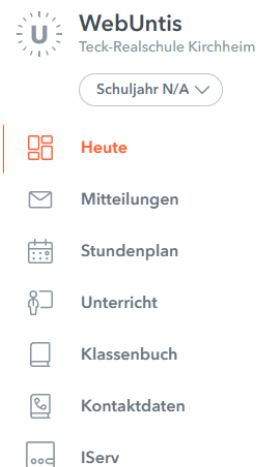 U
WebUntis
Teck-Realschule Kirchheim
Schuljahr N/A
Heute
Mitteilungen
Stundenplan
Unterricht
Klassenbuch
Kontaktdaten
IServ